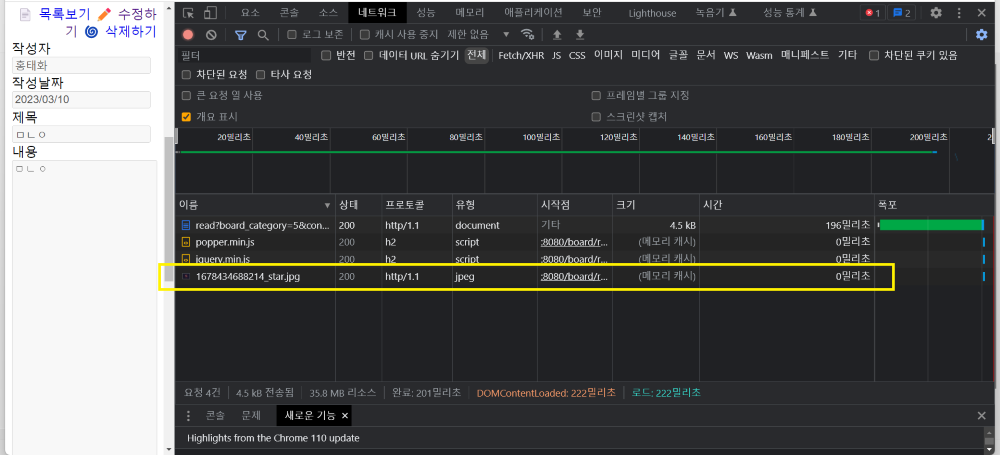 목록보기 수정하
기 삭제하기
작성자
홍태화
작성날짜
2023/03/10
제목
ㅁㄴㅇ
내용
ㅁㄴㅇ
요소 콘솔 소스 네트워크 성능 메모리 애플리케이션 보안 Lighthouse 녹음기 성능 통계 1 2
로그 보존 캐시 사용 중지 제한 없음
필터 반전 데이터 URL 숨기기 전체 Fetch/XHR JS CSS 이미지 미디어 글꼴 문서 WS Wasm 매니페스트 기타 차단된 쿠키 있음
차단된 요청 타사 요청
큰 요청 열 사용 프레임별 그룹 지정
개요 표시 스크린샷 캡처
20밀리초 40밀리초 60밀리초 80밀리초 100밀리초 120밀리초 140밀리초 160밀리초 180밀리초 200밀리초 2
이름 상태 프로토콜 유형 시작점 크기 시간 폭포
read?board_category=5&con... 200 http/1.1 document 기타 4.5 kB 196밀리초
popper.min.js 200 h2 script :8080/board/r... (메모리 캐시) 0밀리초
jquery.min.js 200 h2 script :8080/board/r... (메모리 캐시) 0밀리초
1678434688214_star.jpg 200 http/1.1 jpeg :8080/board/r... (메모리 캐시) 0밀리초
요청 4건 4.5 kB 전송됨 35.8 MB 리소스 완료: 201밀리초 DOMContentLoaded: 222밀리초 로드: 222밀리초
콘솔 문제 새로운 기능
Highlights from the Chrome 110 update